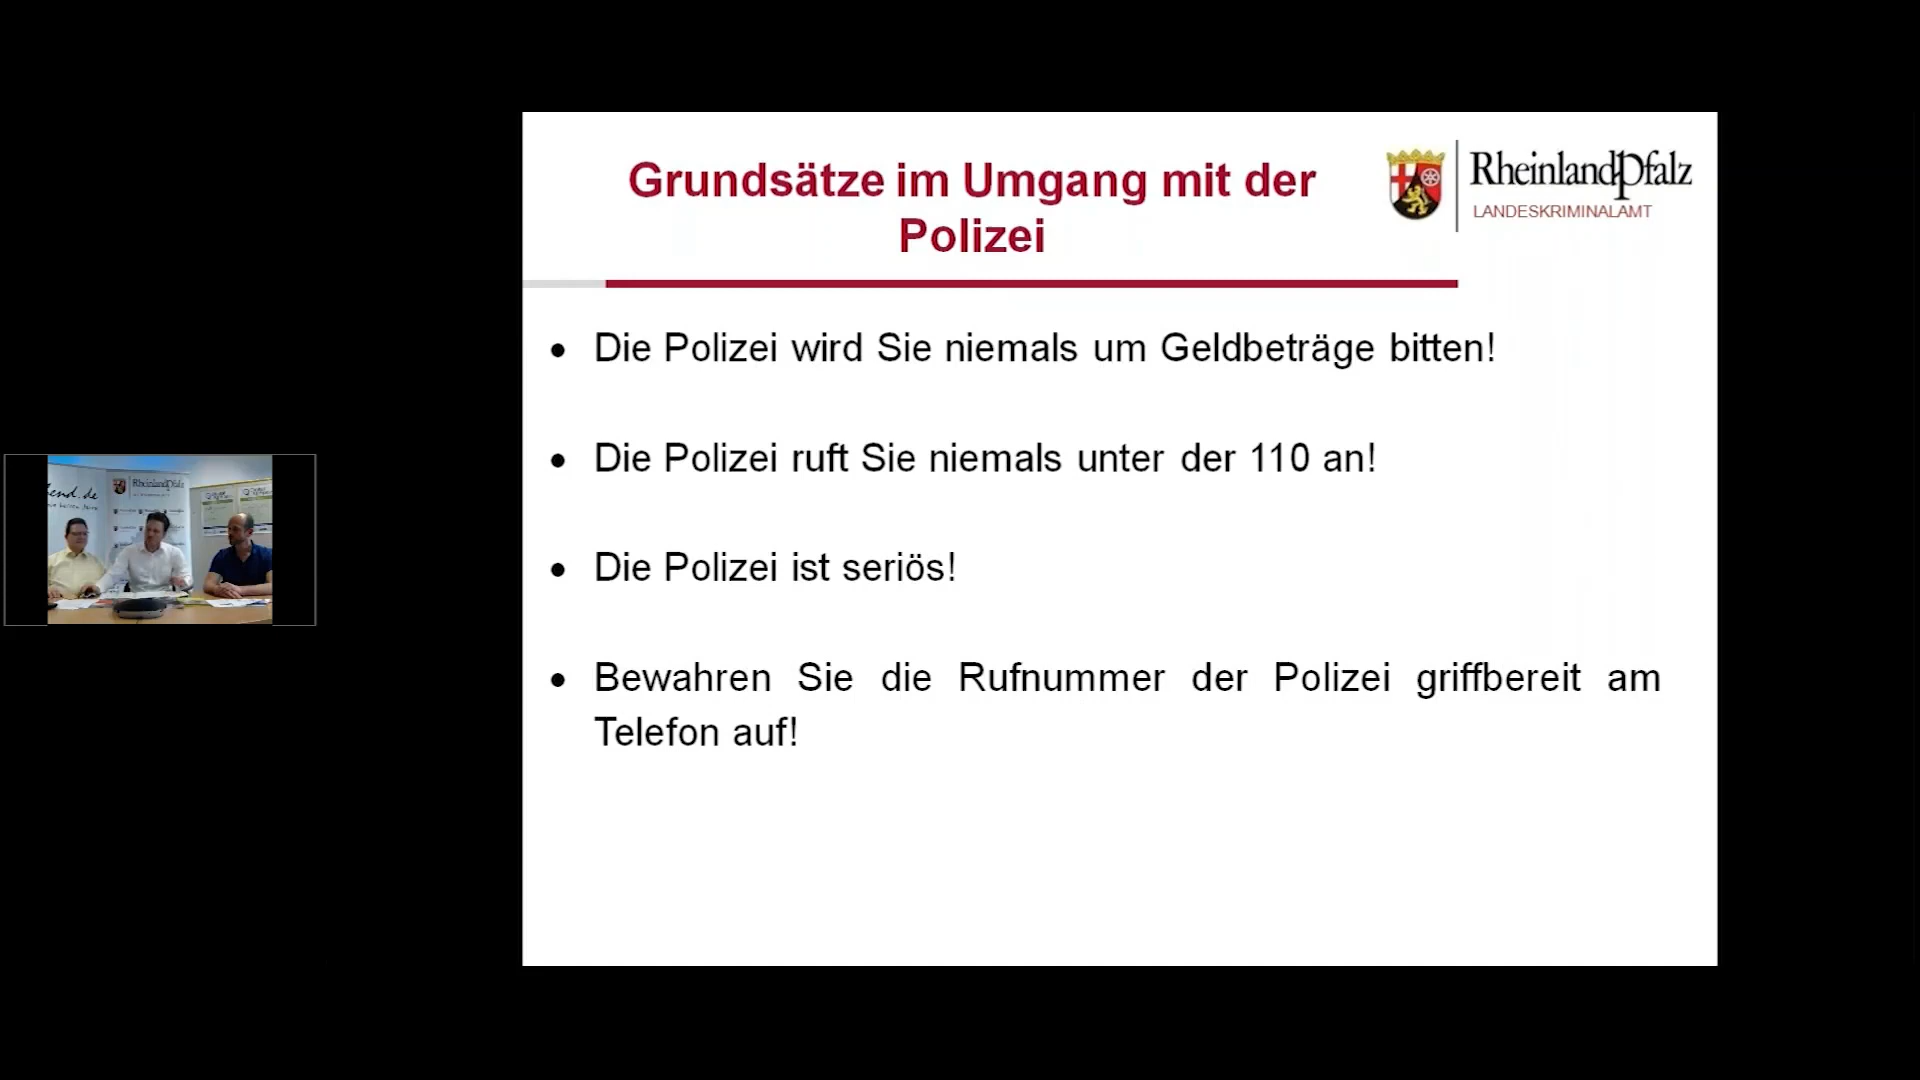 Grundsätze im Umgang mit der
Polizei
RheinlandPfalz
LANDESKRIMINALAMT
• Die Polizei wird Sie niemals um Geldbeträge bitten!
• Die Polizei ruft Sie niemals unter der 110 an!
• Die Polizei ist seriös!
• Bewahren Sie die Rufnummer der Polizei griffbereit am
Telefon auf!
RheinlandPfalz